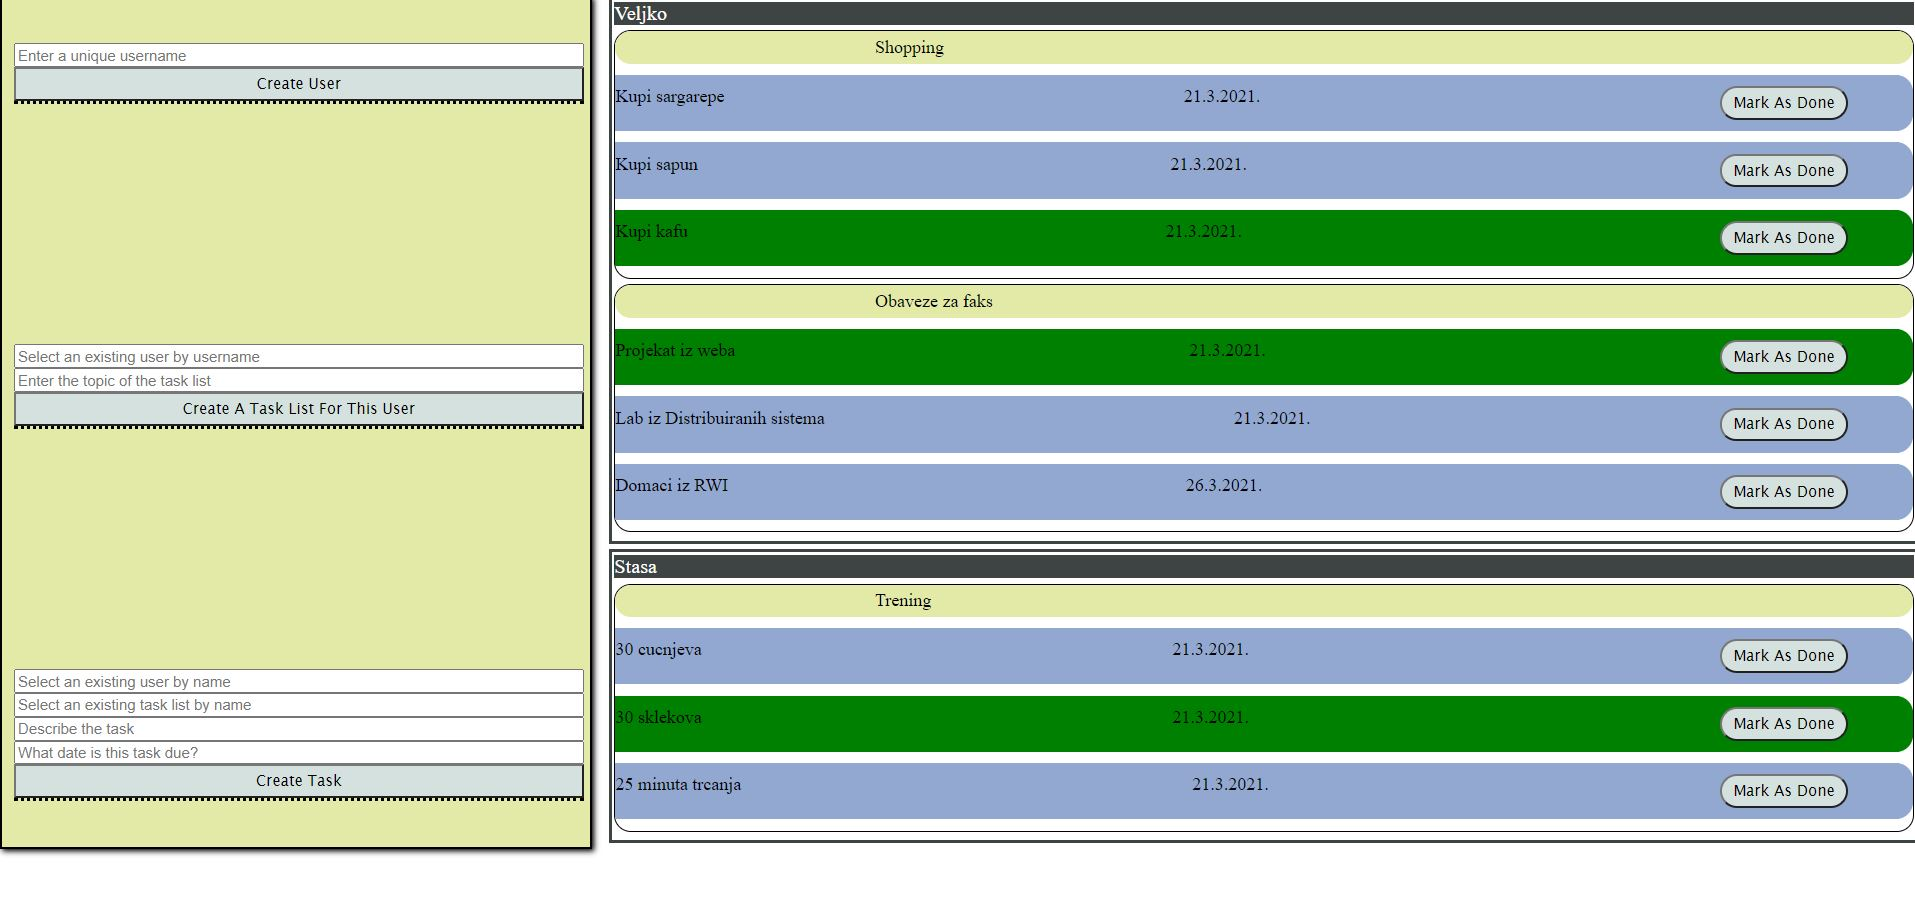 Enter a unique username
Create User
Select an existing user by username
Enter the topic of the task list
Create A Task List For This User
Select an existing user by name
Select an existing task list by name
Describe the task
What date is this task due?
Create Task
Veljko
Shopping
Kupi sargarepe 21.3.2021. Mark As Done
Kupi sapun 21.3.2021. Mark As Done
Kupi kafu 21.3.2021. Mark As Done
Obaveze za faks
Projekat iz weba 21.3.2021. Mark As Done
Lab iz Distribuiranih sistema 21.3.2021. Mark As Done
Domaci iz RWI 26.3.2021. Mark As Done
Stasa
Trening
30 cucnjeva 21.3.2021. Mark As Done
30 sklekova 21.3.2021. Mark As Done
25 minuta trcanja 21.3.2021. Mark As Done